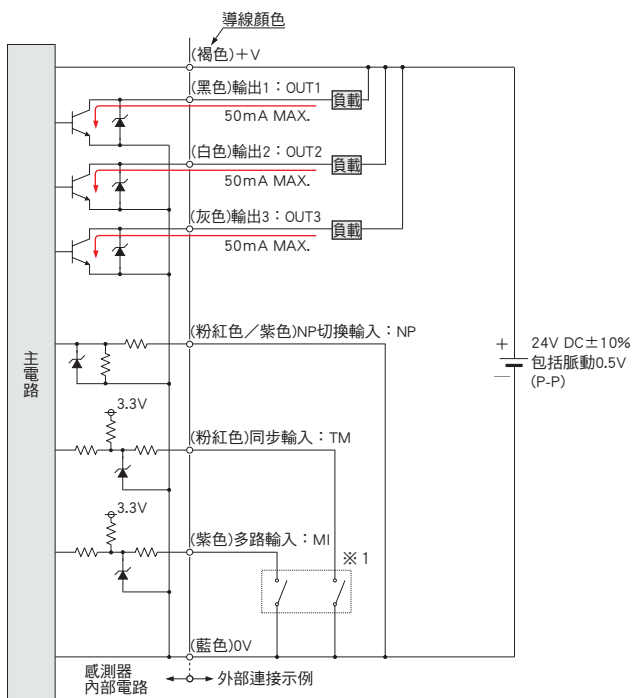 導線顏色
(褐色)＋V
(黑色)輸出1：OUT1
負載
50mA MAX.
(白色)輸出2：OUT2
負載
50mA MAX.
(灰色)輸出3：OUT3
負載
50mA MAX.
(粉紅色／紫色)NP切換輸入：NP
主電路
＋
24V DC±10%
包括脈動0.5V
(P-P)
－
3.3V
(粉紅色)同步輸入：TM
3.3V
(紫色)多路輸入：MI
※1
(藍色)0V
感測器
內部電路
外部連接示例